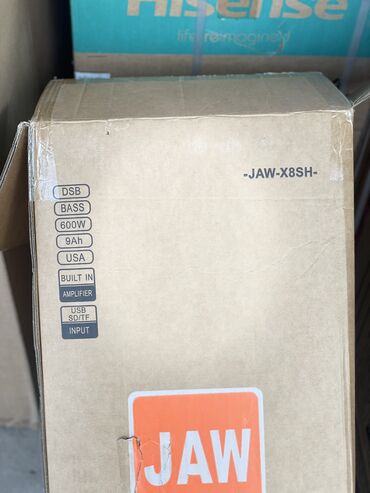 Hisense
life reimagined
-JAW-X8SH-
DSB
BASS
600W
9Ah
USA
BUILT IN
AMPLIFIER
USB
SD/TF
INPUT
JAW